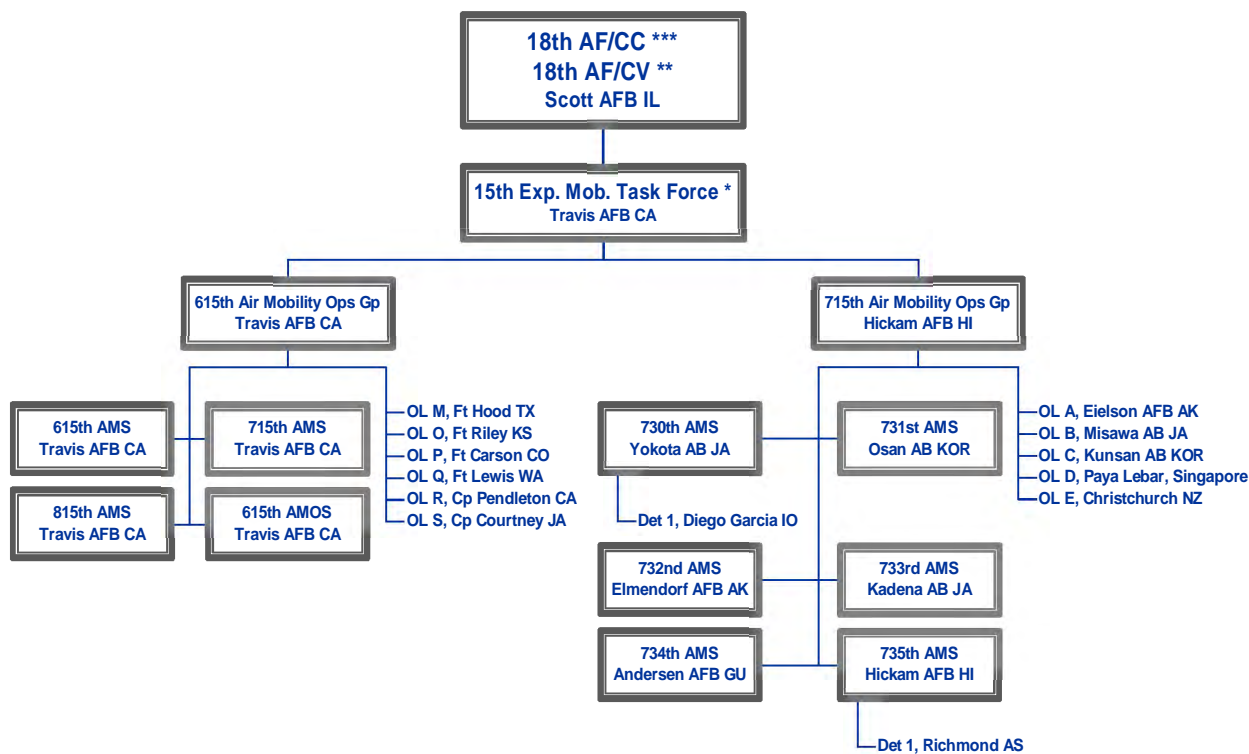 18th AF/CC ***
18th AF/CV **
Scott AFB IL
15th Exp. Mob. Task Force *
Travis AFB CA
615th Air Mobility Ops Gp
Travis AFB CA
715th Air Mobility Ops Gp
Hickam AFB HI
615th AMS
Travis AFB CA
715th AMS
Travis AFB CA
815th AMS
Travis AFB CA
615th AMOS
Travis AFB CA
OL M, Ft Hood TX
OL O, Ft Riley KS
OL P, Ft Carson CO
OL Q, Ft Lewis WA
OL R, Cp Pendleton CA
OL S, Cp Courtney JA
730th AMS
Yokota AB JA
731st AMS
Osan AB KOR
Det 1, Diego Garcia IO
732nd AMS
Elmendorf AFB AK
733rd AMS
Kadena AB JA
734th AMS
Andersen AFB GU
735th AMS
Hickam AFB HI
Det 1, Richmond AS
OL A, Eielson AFB AK
OL B, Misawa AB JA
OL C, Kunsan AB KOR
OL D, Paya Lebar, Singapore
OL E, Christchurch NZ